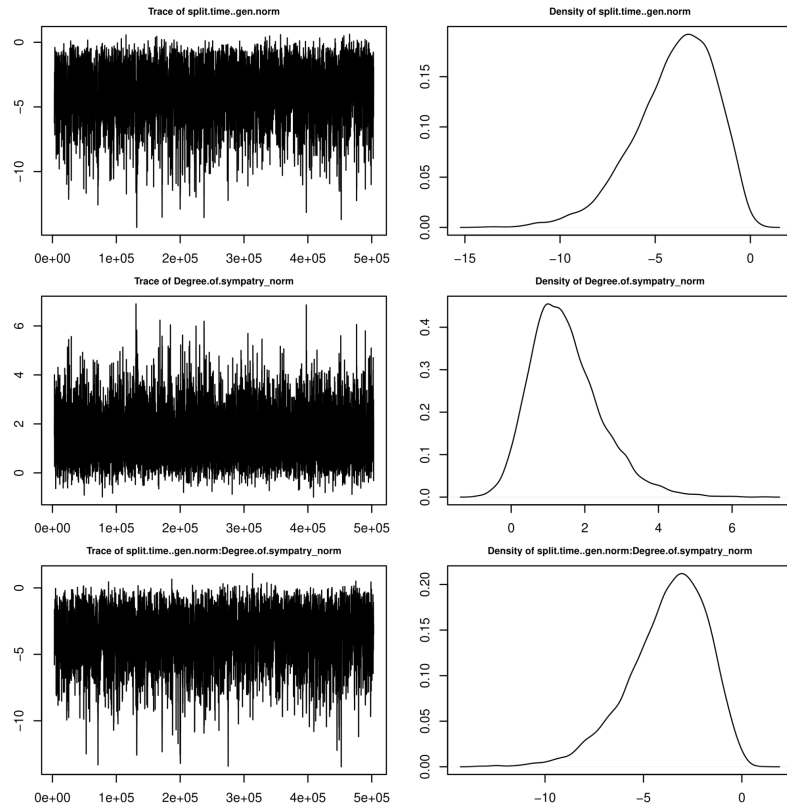 Trace of split.time..gen.norm
0
−5
−10
0e+00 1e+05 2e+05 3e+05 4e+05 5e+05
Density of split.time..gen.norm
0.15
0.10
0.05
0.00
−15 −10 −5 0
Trace of Degree.of.sympatry_norm
6
4
2
0
0e+00 1e+05 2e+05 3e+05 4e+05 5e+05
Density of Degree.of.sympatry_norm
0.4
0.3
0.2
0.1
0.0
0 2 4 6
Trace of split.time..gen.norm:Degree.of.sympatry_norm
0
−5
−10
0e+00 1e+05 2e+05 3e+05 4e+05 5e+05
Density of split.time..gen.norm:Degree.of.sympatry_norm
0.20
0.15
0.10
0.05
0.00
−10 −5 0